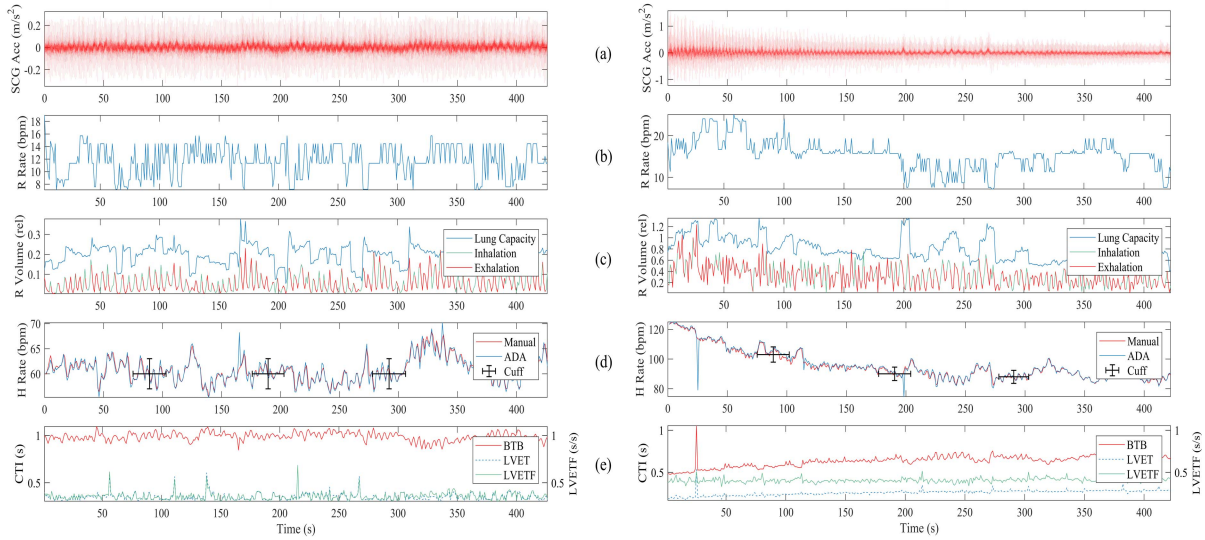 SCG Acc (m/s²)
0.2
0
-0.2
0 50 100 150 200 250 300 350 400
(a)
SCG Acc (m/s²)
1
0
-1
0 50 100 150 200 250 300 350 400
R Rate (bpm)
18
16
14
12
10
8
0 50 100 150 200 250 300 350 400
(b)
R Rate (bpm)
20
10
0 50 100 150 200 250 300 350 400
R Volume (rel)
0.3
0.2
0.1
Lung Capacity
Inhalation
Exhalation
0 50 100 150 200 250 300 350 400
(c)
R Volume (rel)
1.2
1
0.8
0.6
0.4
0.2
Lung Capacity
Inhalation
Exhalation
0 50 100 150 200 250 300 350 400
H Rate (bpm)
70
65
60
Manual
ADA
Cuff
0 50 100 150 200 250 300 350 400
(d)
H Rate (bpm)
120
100
80
Manual
ADA
Cuff
0 50 100 150 200 250 300 350 400
CTI (s)
1
0.5
BTB
LVET
LVETF
1
0.5
LVETF (s/s)
0 50 100 150 200 250 300 350 400
Time (s)
(e)
CTI (s)
1
0.5
BTB
LVET
LVETF
1
0.5
LVETF (s/s)
0 50 100 150 200 250 300 350 400
Time (s)